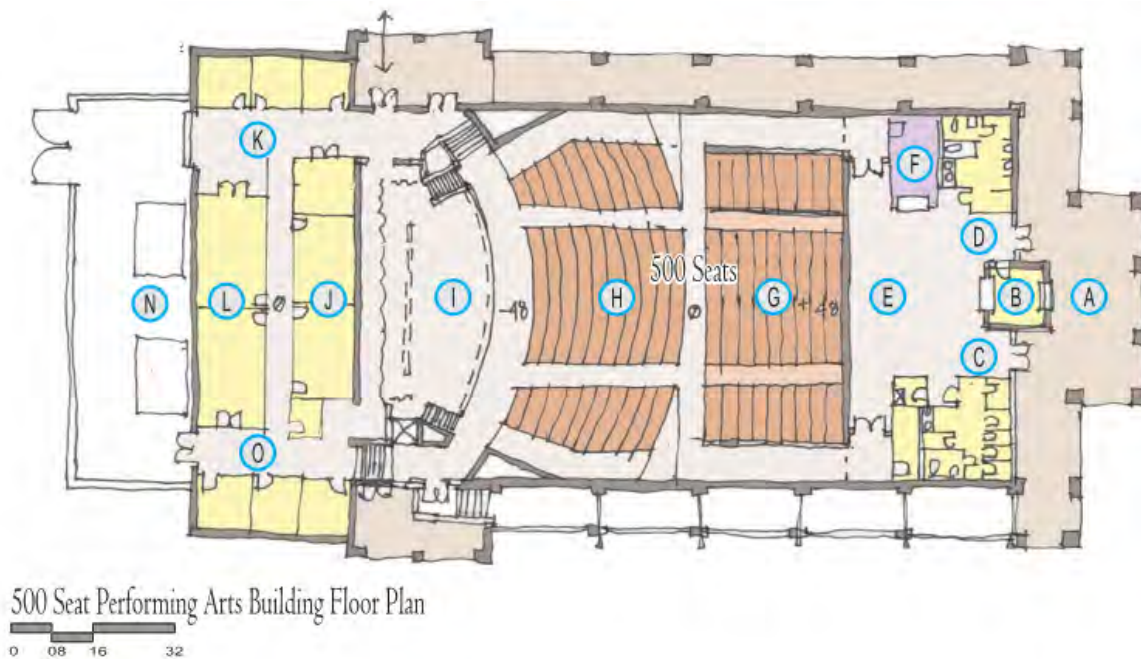 K
F
D
500 Seats
N
L
Ø
J
I
-48
H
Ø
G
+48
E
B
A
C
O
500 Seat Performing Arts Building Floor Plan
0 08 16 32